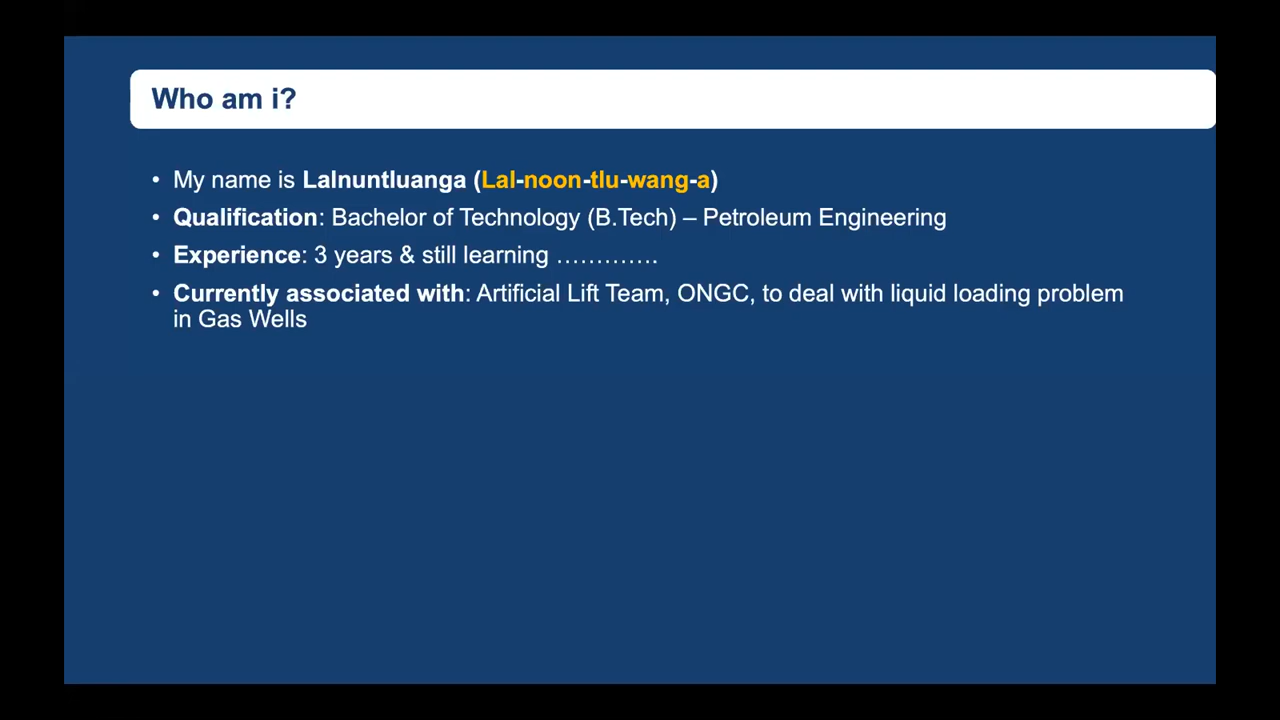 Who am i?
• My name is Lalnuntluanga (Lal-noon-tlu-wang-a)
• Qualification: Bachelor of Technology (B.Tech) – Petroleum Engineering
• Experience: 3 years & still learning ………….
• Currently associated with: Artificial Lift Team, ONGC, to deal with liquid loading problem
in Gas Wells